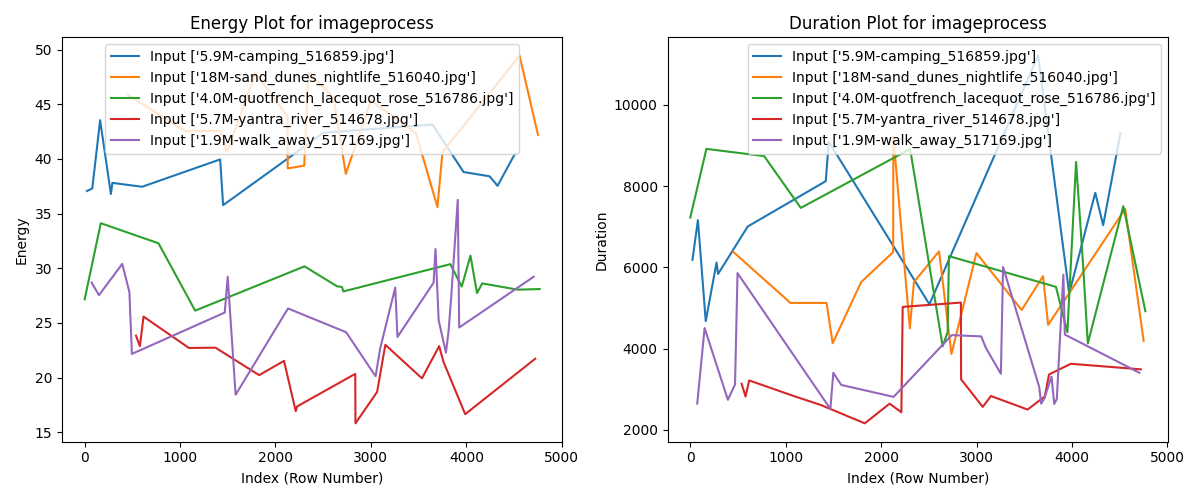 Energy Plot for imageprocess
Input ['5.9M-camping_516859.jpg']
Input ['18M-sand_dunes_nightlife_516040.jpg']
Input ['4.0M-quotfrench_lacequot_rose_516786.jpg']
Input ['5.7M-yantra_river_514678.jpg']
Input ['1.9M-walk_away_517169.jpg']
50
45
40
35
30
25
20
15
Energy
0 1000 2000 3000 4000 5000
Index (Row Number)
Duration Plot for imageprocess
Input ['5.9M-camping_516859.jpg']
Input ['18M-sand_dunes_nightlife_516040.jpg']
Input ['4.0M-quotfrench_lacequot_rose_516786.jpg']
Input ['5.7M-yantra_river_514678.jpg']
Input ['1.9M-walk_away_517169.jpg']
10000
8000
6000
4000
2000
Duration
0 1000 2000 3000 4000 5000
Index (Row Number)